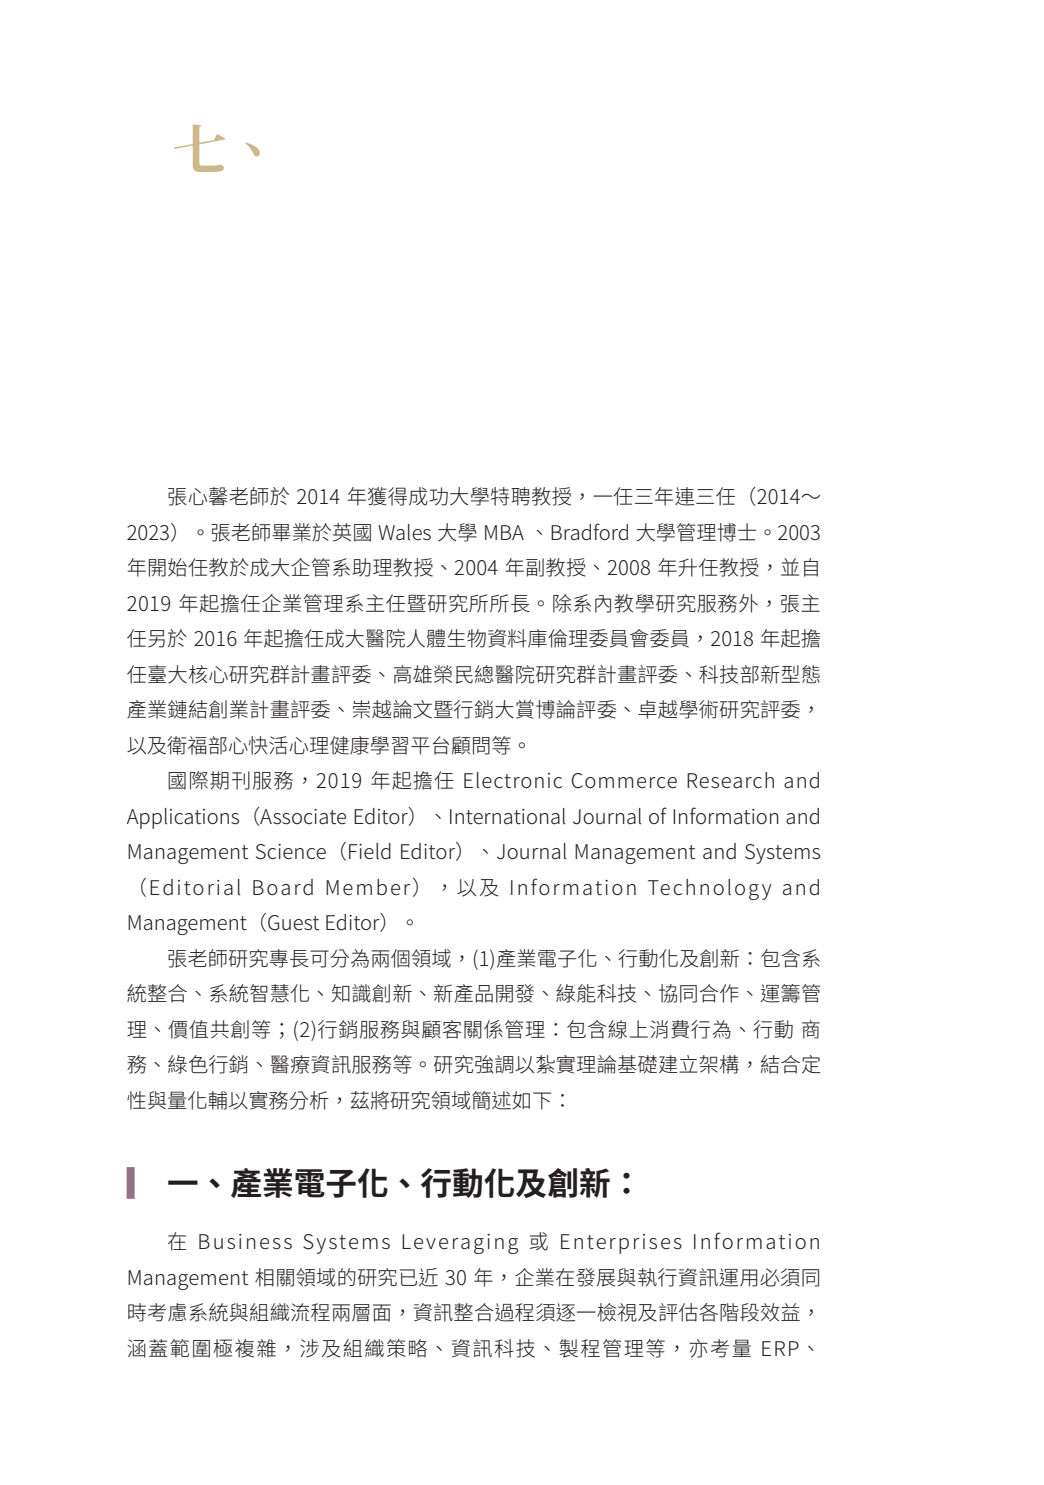 七、
張心馨老師於 2014 年獲得成功大學特聘教授，一任三年連三任（2014～
2023）。張老師畢業於英國 Wales 大學 MBA 、Bradford 大學管理博士。2003
年開始任教於成大企管系助理教授、2004 年副教授、2008 年升任教授，並自
2019 年起擔任企業管理系主任暨研究所所長。除系內教學研究服務外，張主
任另於 2016 年起擔任成大醫院人體生物資料庫倫理委員會委員，2018 年起擔
任臺大核心研究群計畫評委、高雄榮民總醫院研究群計畫評委、科技部新型態
產業鏈結創業計畫評委、崇越論文暨行銷大賞博論評委、卓越學術研究評委，
以及衛福部心快活心理健康學習平台顧問等。
國際期刊服務，2019 年起擔任 Electronic Commerce Research and
Applications（Associate Editor）、International Journal of Information and
Management Science（Field Editor）、Journal Management and Systems
（Editorial Board Member），以及 Information Technology and
Management（Guest Editor）。
張老師研究專長可分為兩個領域，(1)產業電子化、行動化及創新：包含系
統整合、系統智慧化、知識創新、新產品開發、綠能科技、協同合作、運籌管
理、價值共創等；(2)行銷服務與顧客關係管理：包含線上消費行為、行動 商
務、綠色行銷、醫療資訊服務等。研究強調以紮實理論基礎建立架構，結合定
性與量化輔以實務分析，茲將研究領域簡述如下：
一、產業電子化、行動化及創新：
在 Business Systems Leveraging 或 Enterprises Information
Management 相關領域的研究已近 30 年，企業在發展與執行資訊運用必須同
時考慮系統與組織流程兩層面，資訊整合過程須逐一檢視及評估各階段效益，
涵蓋範圍極複雜，涉及組織策略、資訊科技、製程管理等，亦考量 ERP、